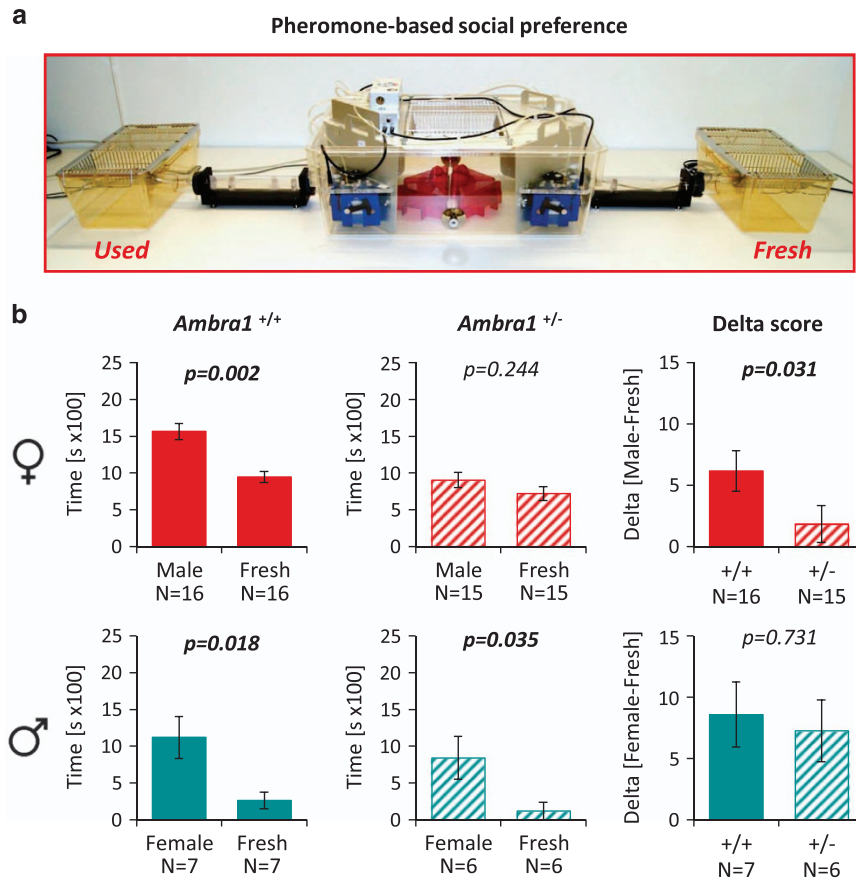 a
Pheromone-based social preference
Used
Fresh
b
Ambra1 +/+
Ambra1 +/-
Delta score
♀
Time [s x100]
25
20
15
10
5
0
p=0.002
Male
N=16
Fresh
N=16
Time [s x100]
25
20
15
10
5
0
p=0.244
Male
N=15
Fresh
N=15
Delta [Male-Fresh]
15
10
5
0
p=0.031
+/+
N=16
+/-
N=15
♂
Time [s x100]
25
20
15
10
5
0
p=0.018
Female
N=7
Fresh
N=7
Time [s x100]
25
20
15
10
5
0
p=0.035
Female
N=6
Fresh
N=6
Delta [Female-Fresh]
15
10
5
0
p=0.731
+/+
N=7
+/-
N=6